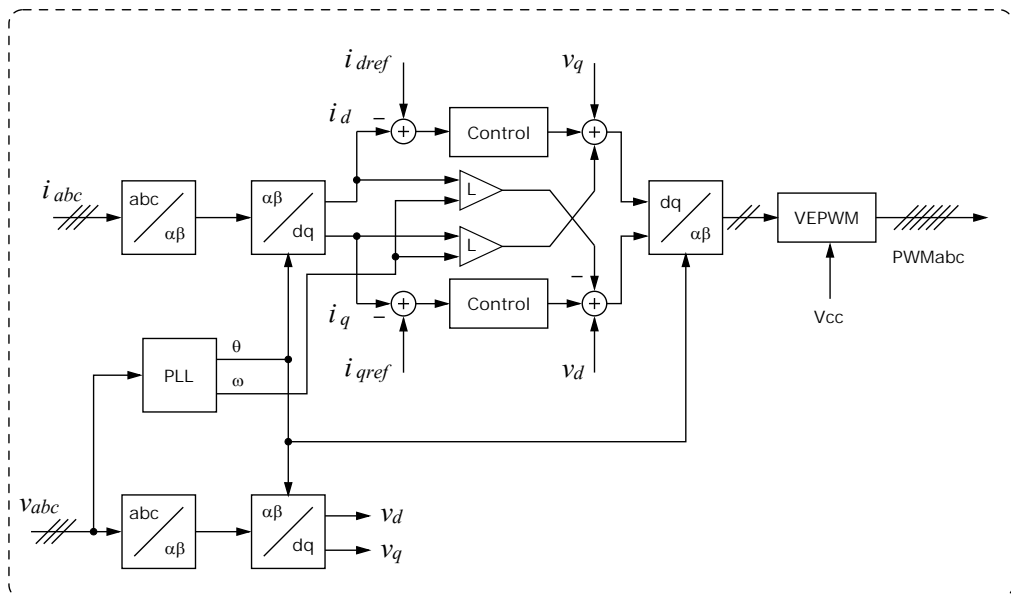 i dref
v q
i d
−
+
Control
+
i abc
abc
αβ
αβ
dq
L
L
dq
αβ
VEPWM
PWMabc
Vcc
i q
−
+
Control
−
+
i qref
v d
PLL
θ
ω
v abc
abc
αβ
αβ
dq
v d
v q